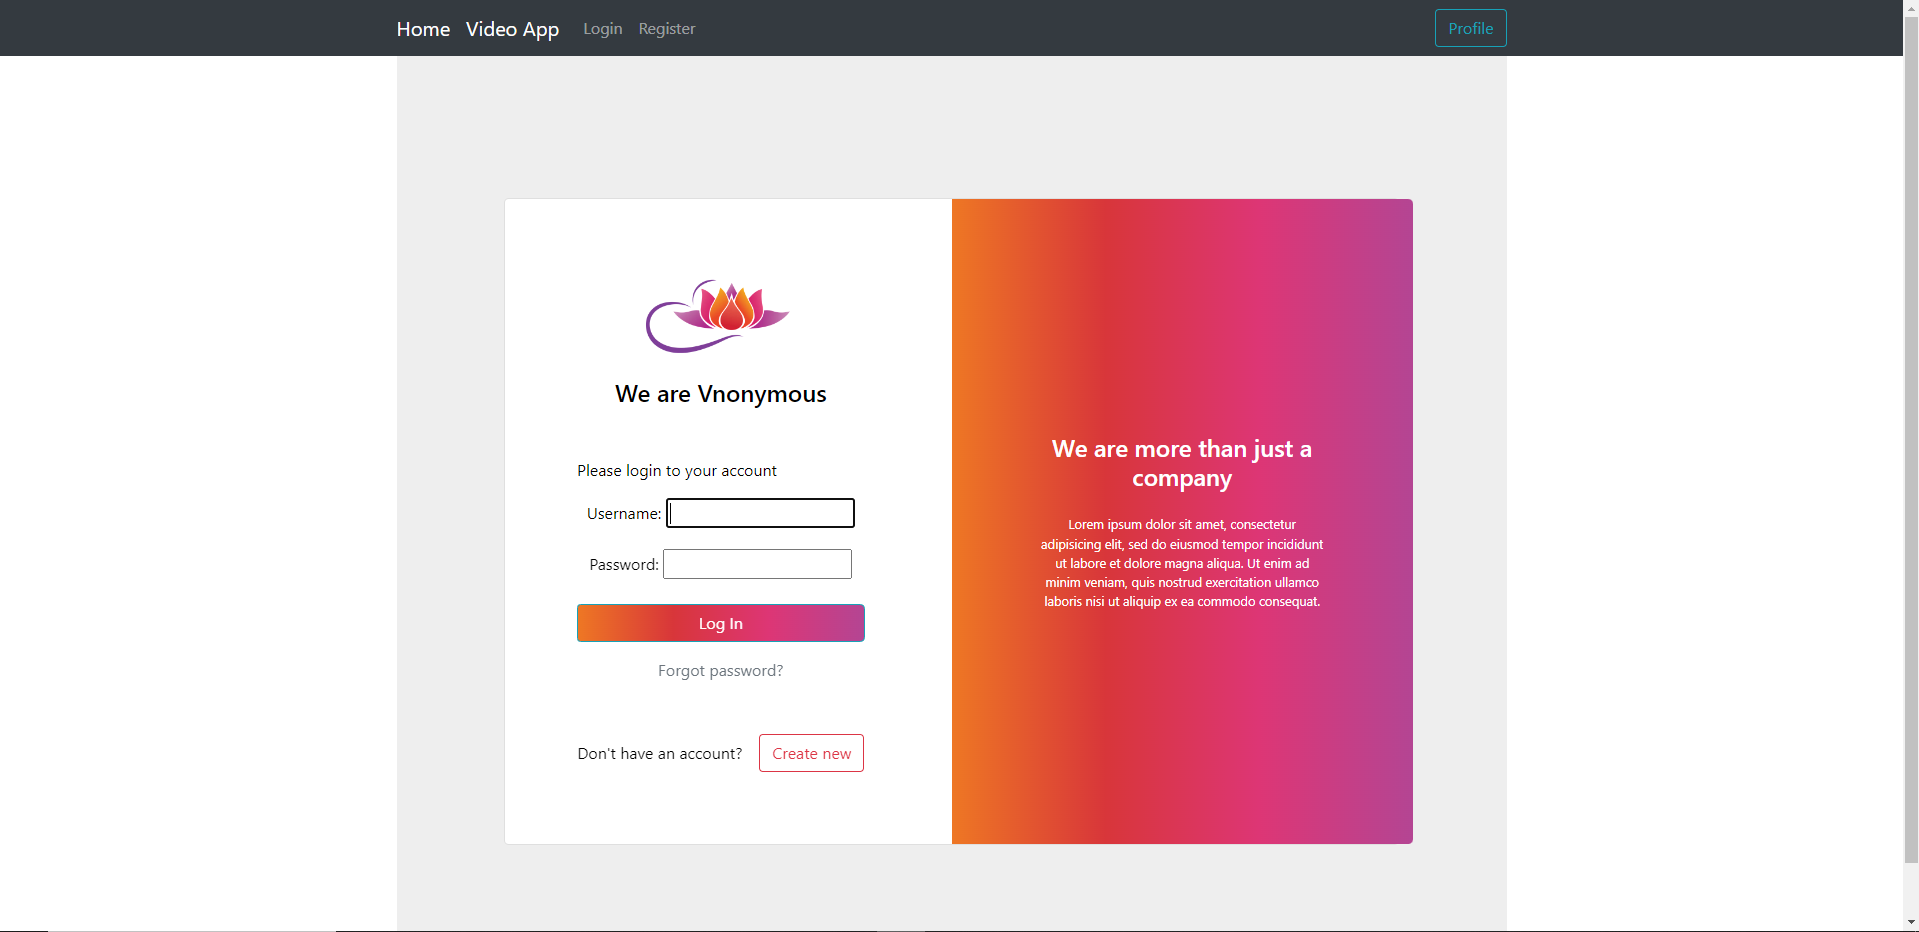 Home Video App Login Register Profile
We are Vnonymous
Please login to your account
Username:
Password:
Log In
Forgot password?
Don't have an account? Create new
We are more than just a
company
Lorem ipsum dolor sit amet, consectetur
adipisicing elit, sed do eiusmod tempor incididunt
ut labore et dolore magna aliqua. Ut enim ad
minim veniam, quis nostrud exercitation ullamco
laboris nisi ut aliquip ex ea commodo consequat.